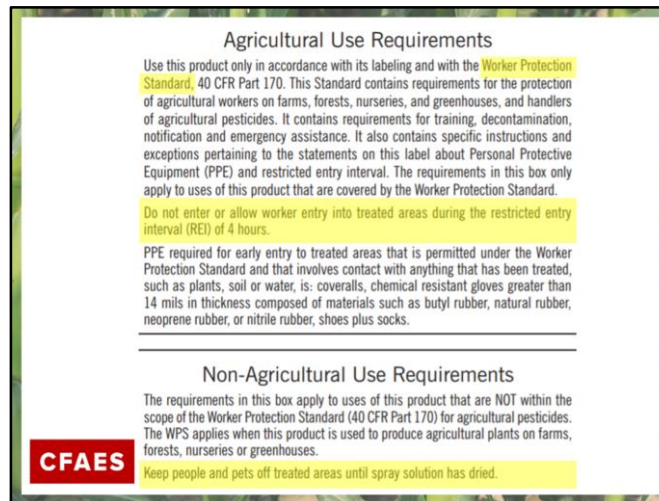 Agricultural Use Requirements
Use this product only in accordance with its labeling and with the Worker Protection
Standard, 40 CFR Part 170. This Standard contains requirements for the protection
of agricultural workers on farms, forests, nurseries, and greenhouses, and handlers
of agricultural pesticides. It contains requirements for training, decontamination,
notification and emergency assistance. It also contains specific instructions and
exceptions pertaining to the statements on this label about Personal Protective
Equipment (PPE) and restricted entry interval. The requirements in this box only
apply to uses of this product that are covered by the Worker Protection Standard.
Do not enter or allow worker entry into treated areas during the restricted entry
interval (REI) of 4 hours.
PPE required for early entry to treated areas that is permitted under the Worker
Protection Standard and that involves contact with anything that has been treated,
such as plants, soil or water, is: coveralls, chemical resistant gloves greater than
14 mils in thickness composed of materials such as butyl rubber, natural rubber,
neoprene rubber, or nitrile rubber, shoes plus socks.
Non-Agricultural Use Requirements
The requirements in this box apply to uses of this product that are NOT within the
scope of the Worker Protection Standard (40 CFR Part 170) for agricultural pesticides.
The WPS applies when this product is used to produce agricultural plants on farms,
forests, nurseries or greenhouses.
Keep people and pets off treated areas until spray solution has dried.
CFAES